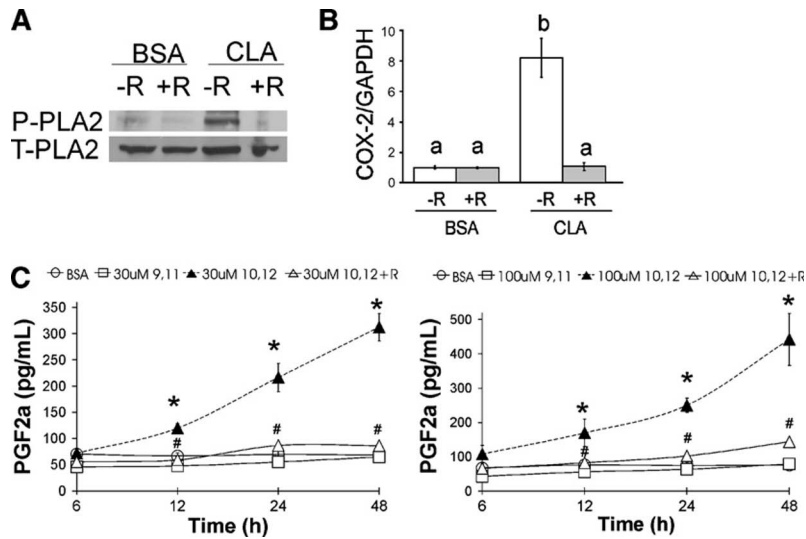 A
BSA CLA
-R +R -R +R
P-PLA2
T-PLA2
B
COX-2/GAPDH
10
8
6
4
2
0
a a b a
-R +R -R +R
BSA CLA
C
BSA 30uM 9,11 30uM 10,12 30uM 10,12+R
PGF2a (pg/mL)
350
300
250
200
150
100
50
0
* * *
# # #
6 12 24 48
Time (h)
BSA 100uM 9,11 100uM 10,12 100uM 10,12+R
PGF2a (pg/mL)
500
400
300
200
100
0
* * *
# # #
6 12 24 48
Time (h)